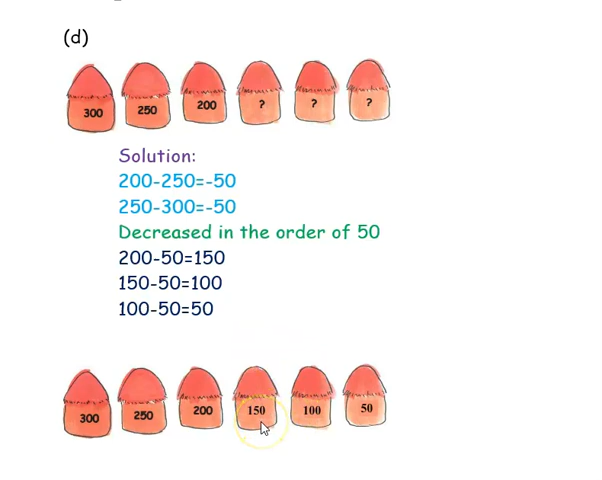 (d)
300 250 200 ? ? ?
Solution:
200-250=-50
250-300=-50
Decreased in the order of 50
200-50=150
150-50=100
100-50=50
300 250 200 150 100 50